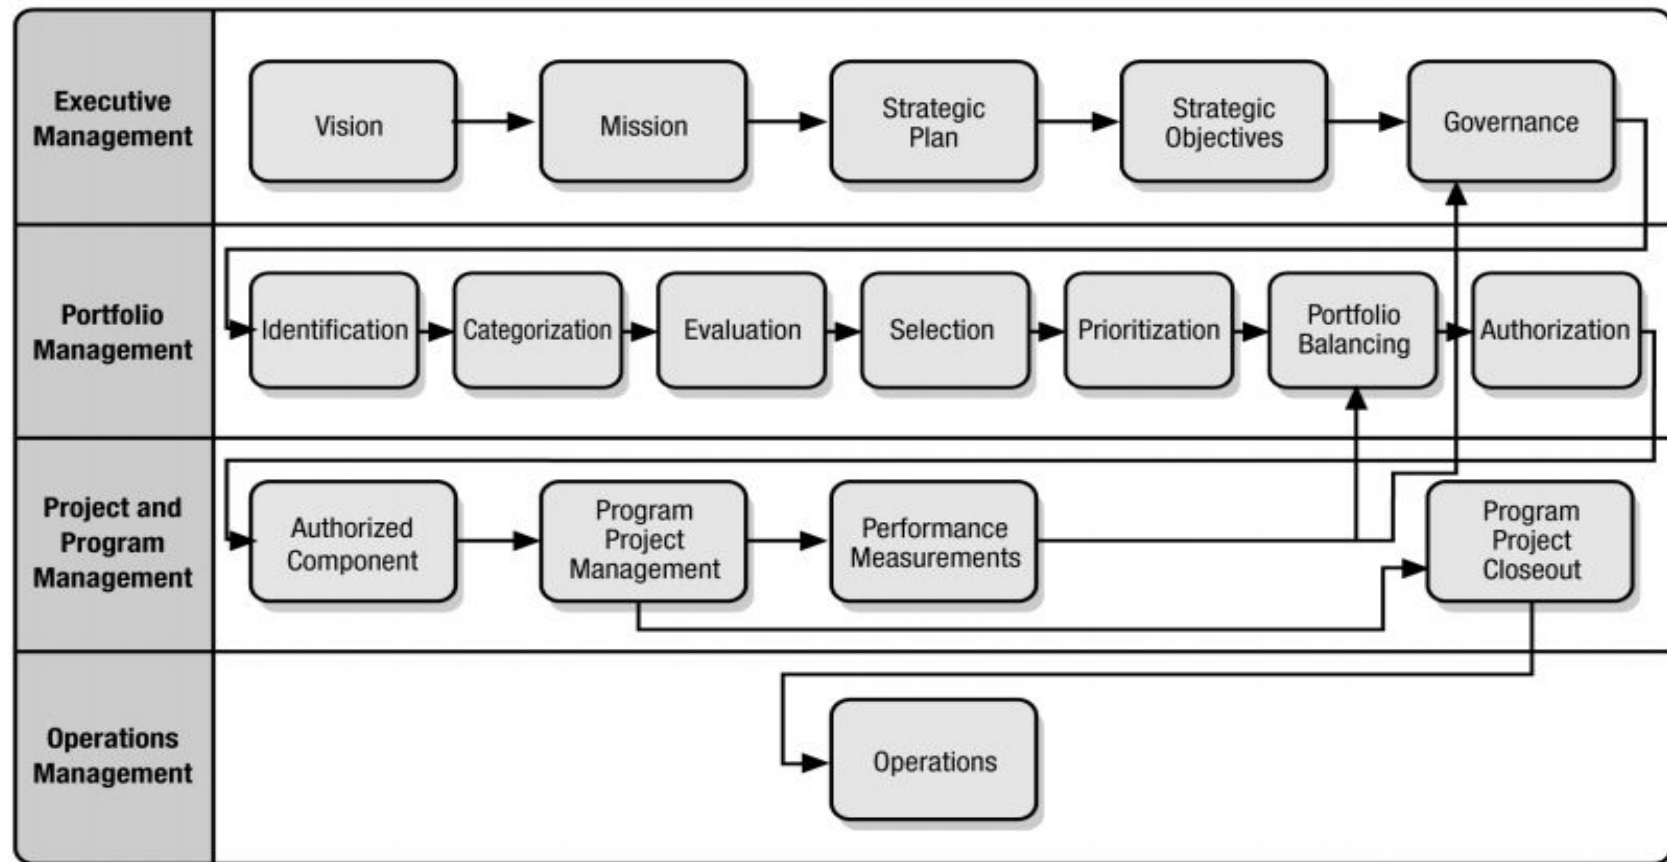 Executive
Management
Vision
Mission
Strategic
Plan
Strategic
Objectives
Governance
Portfolio
Management
Identification
Categorization
Evaluation
Selection
Prioritization
Portfolio
Balancing
Authorization
Project and
Program
Management
Authorized
Component
Program
Project
Management
Performance
Measurements
Program
Project
Closeout
Operations
Management
Operations